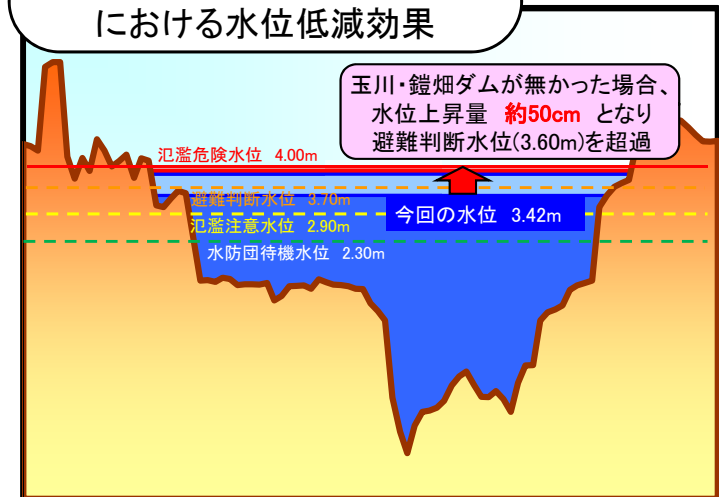 における水位低減効果
玉川・鎧畑ダムが無かった場合、
水位上昇量 約50cm となり
避難判断水位(3.60m)を超過
氾濫危険水位 4.00m
避難判断水位 3.70m
今回の水位 3.42m
氾濫注意水位 2.90m
水防団待機水位 2.30m